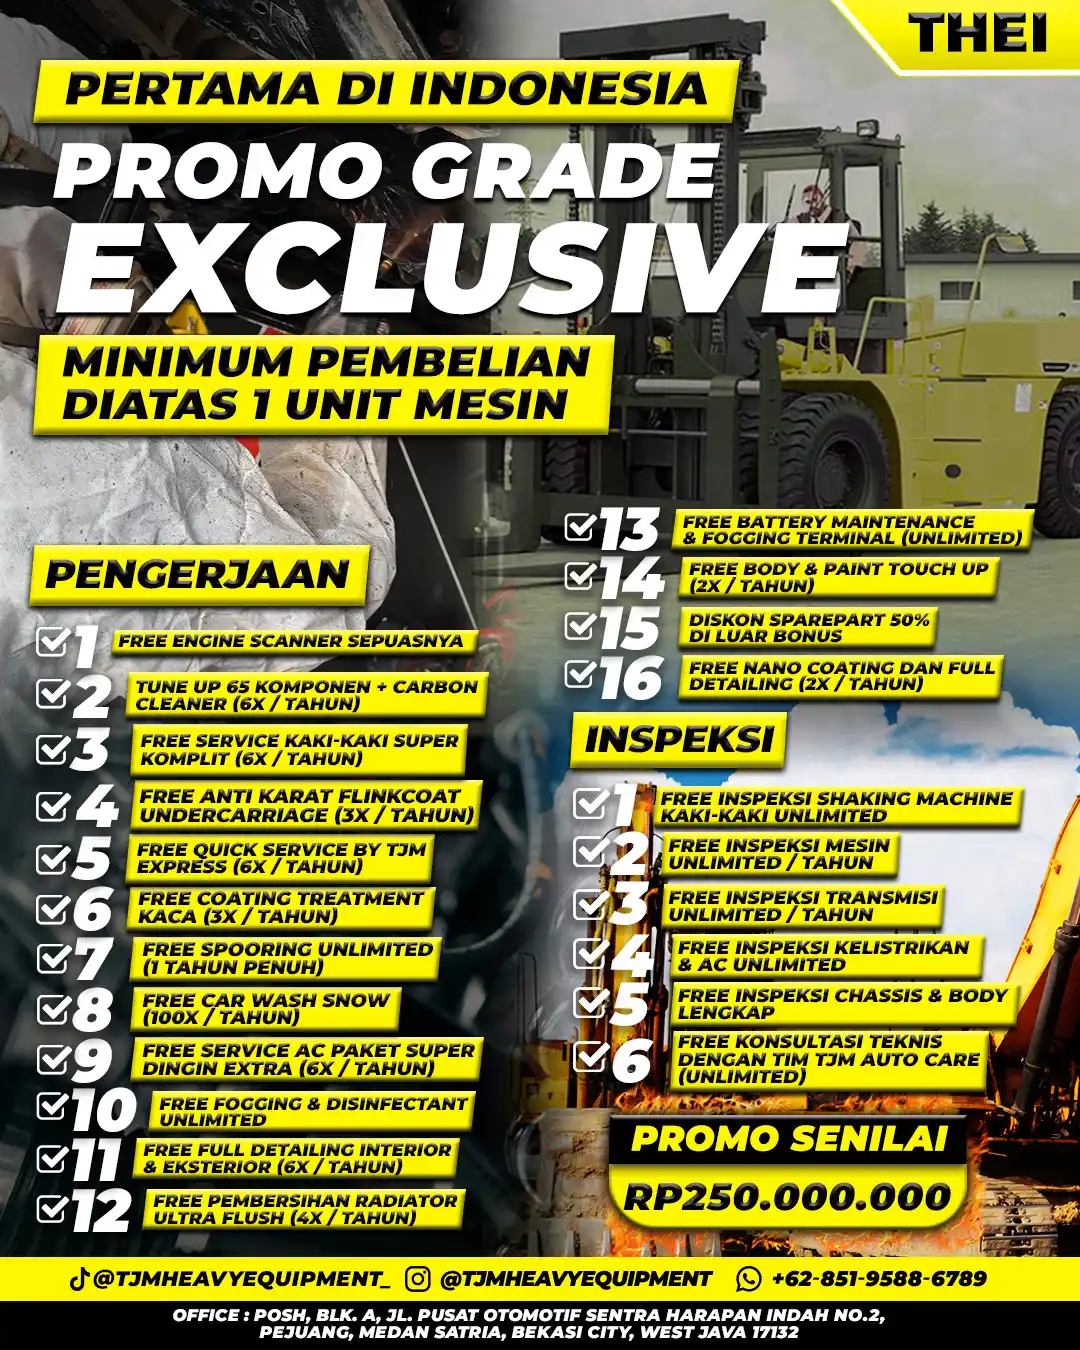 THEI
PERTAMA DI INDONESIA
PROMO GRADE
EXCLUSIVE
MINIMUM PEMBELIAN
DIATAS 1 UNIT MESIN
PENGERJAAN
1 FREE ENGINE SCANNER SEPUASNYA
2 TUNE UP 65 KOMPONEN + CARBON
CLEANER (6X / TAHUN)
3 FREE SERVICE KAKI-KAKI SUPER
KOMPLIT (6X / TAHUN)
4 FREE ANTI KARAT FLINKCOAT
UNDERCARRIAGE (3X / TAHUN)
5 FREE QUICK SERVICE BY TJM
EXPRESS (6X / TAHUN)
6 FREE COATING TREATMENT
KACA (3X / TAHUN)
7 FREE SPOORING UNLIMITED
(1 TAHUN PENUH)
8 FREE CAR WASH SNOW
(100X / TAHUN)
9 FREE SERVICE AC PAKET SUPER
DINGIN EXTRA (6X / TAHUN)
10 FREE FOGGING & DISINFECTANT
UNLIMITED
11 FREE FULL DETAILING INTERIOR
& EKSTERIOR (6X / TAHUN)
12 FREE PEMBERSIHAN RADIATOR
ULTRA FLUSH (4X / TAHUN)
13 FREE BATTERY MAINTENANCE
& FOGGING TERMINAL (UNLIMITED)
14 FREE BODY & PAINT TOUCH UP
(2X / TAHUN)
15 DISKON SPAREPART 50%
DI LUAR BONUS
16 FREE NANO COATING DAN FULL
DETAILING (2X / TAHUN)
INSPEKSI
1 FREE INSPEKSI SHAKING MACHINE
KAKI-KAKI UNLIMITED
2 FREE INSPEKSI MESIN
UNLIMITED / TAHUN
3 FREE INSPEKSI TRANSMISI
UNLIMITED / TAHUN
4 FREE INSPEKSI KELISTRIKAN
& AC UNLIMITED
5 FREE INSPEKSI CHASSIS & BODY
LENGKAP
6 FREE KONSULTASI TEKNIS
DENGAN TIM TJM AUTO CARE
(UNLIMITED)
PROMO SENILAI
RP250.000.000
@TJMHEAVYEQUIPMENT_ @TJMHEAVYEQUIPMENT +62-851-9588-6789
OFFICE : POSH, BLK. A, JL. PUSAT OTOMOTIF SENTRA HARAPAN INDAH NO.2,
PEJUANG, MEDAN SATRIA, BEKASI CITY, WEST JAVA 17132